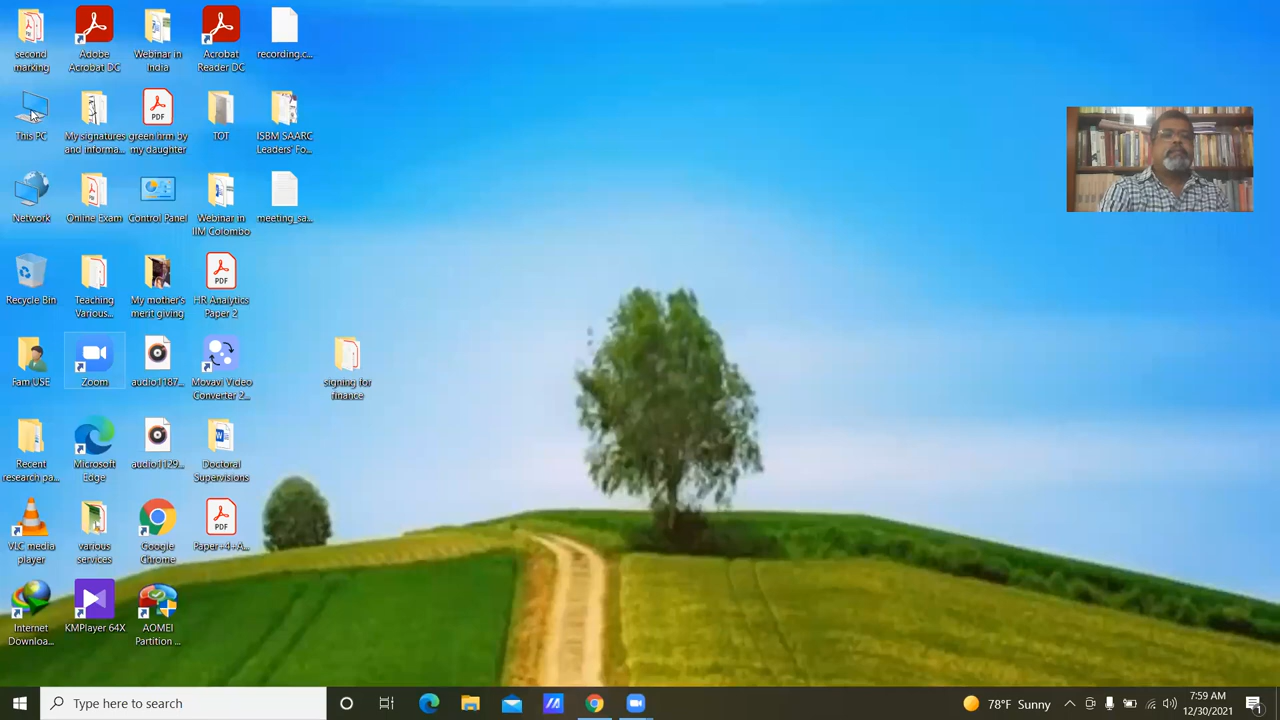 second
marking
Adobe
Acrobat DC
Webinar in
India
Acrobat
Reader DC
recording.c...
This PC
My signatures
and informa...
PDF
green hrm by
my daughter
TOT
ISBM SAARC
Leaders' Fo...
Network
Online Exam
Control Panel
Webinar in
IIM Colombo
meeting_sa...
Recycle Bin
Teaching
Various...
My mother's
merit giving
PDF
HR Analytics
Paper 2
Fam USE
Zoom
audio1187...
Movavi Video
Converter 2...
signing for
finance
Recent
research pa...
Microsoft
Edge
audio1129...
Doctoral
Supervisions
VLC media
player
various
services
Google
Chrome
PDF
Paper+4+A...
Internet
Downloa...
KMPlayer 64X
AOMEI
Partition ...
Type here to search
78°F Sunny
7:59 AM
12/30/2021
1